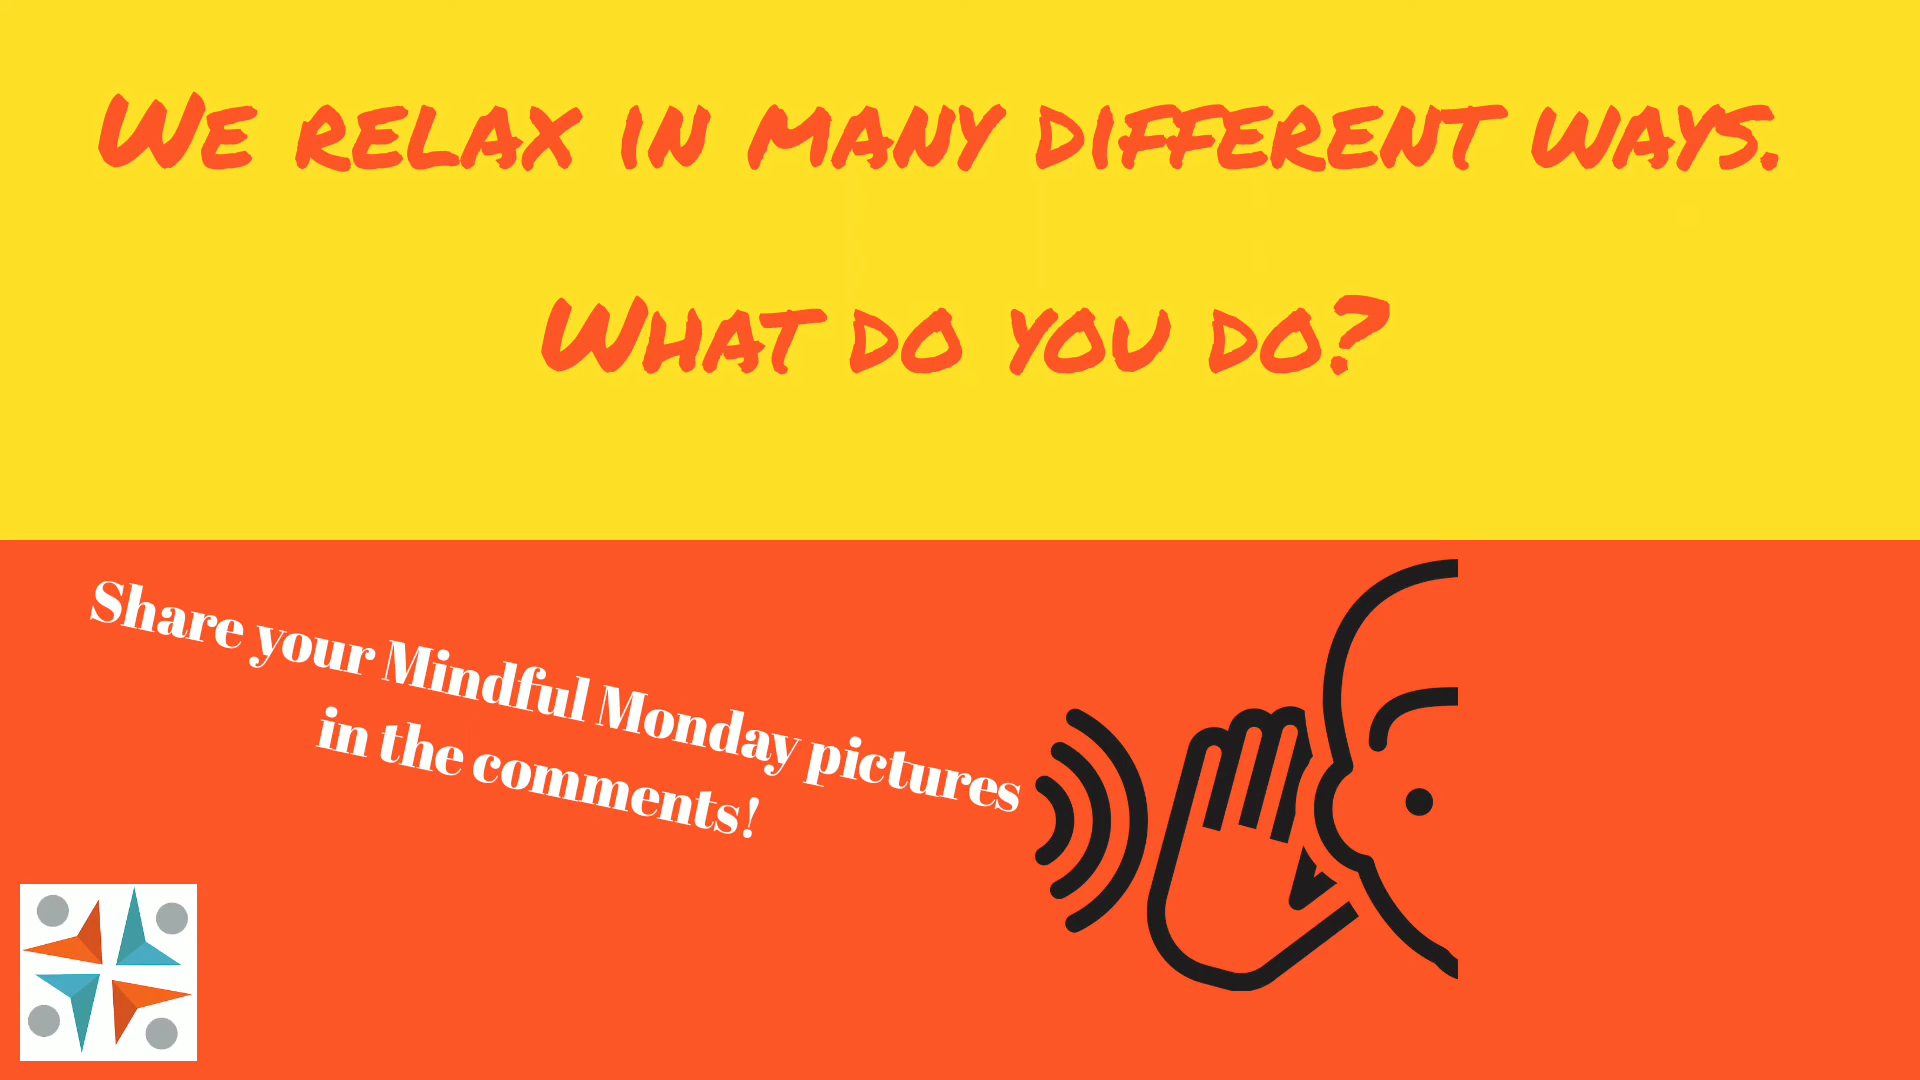 We relax in many different ways.
What do you do?
Share your Mindful Monday pictures
in the comments!